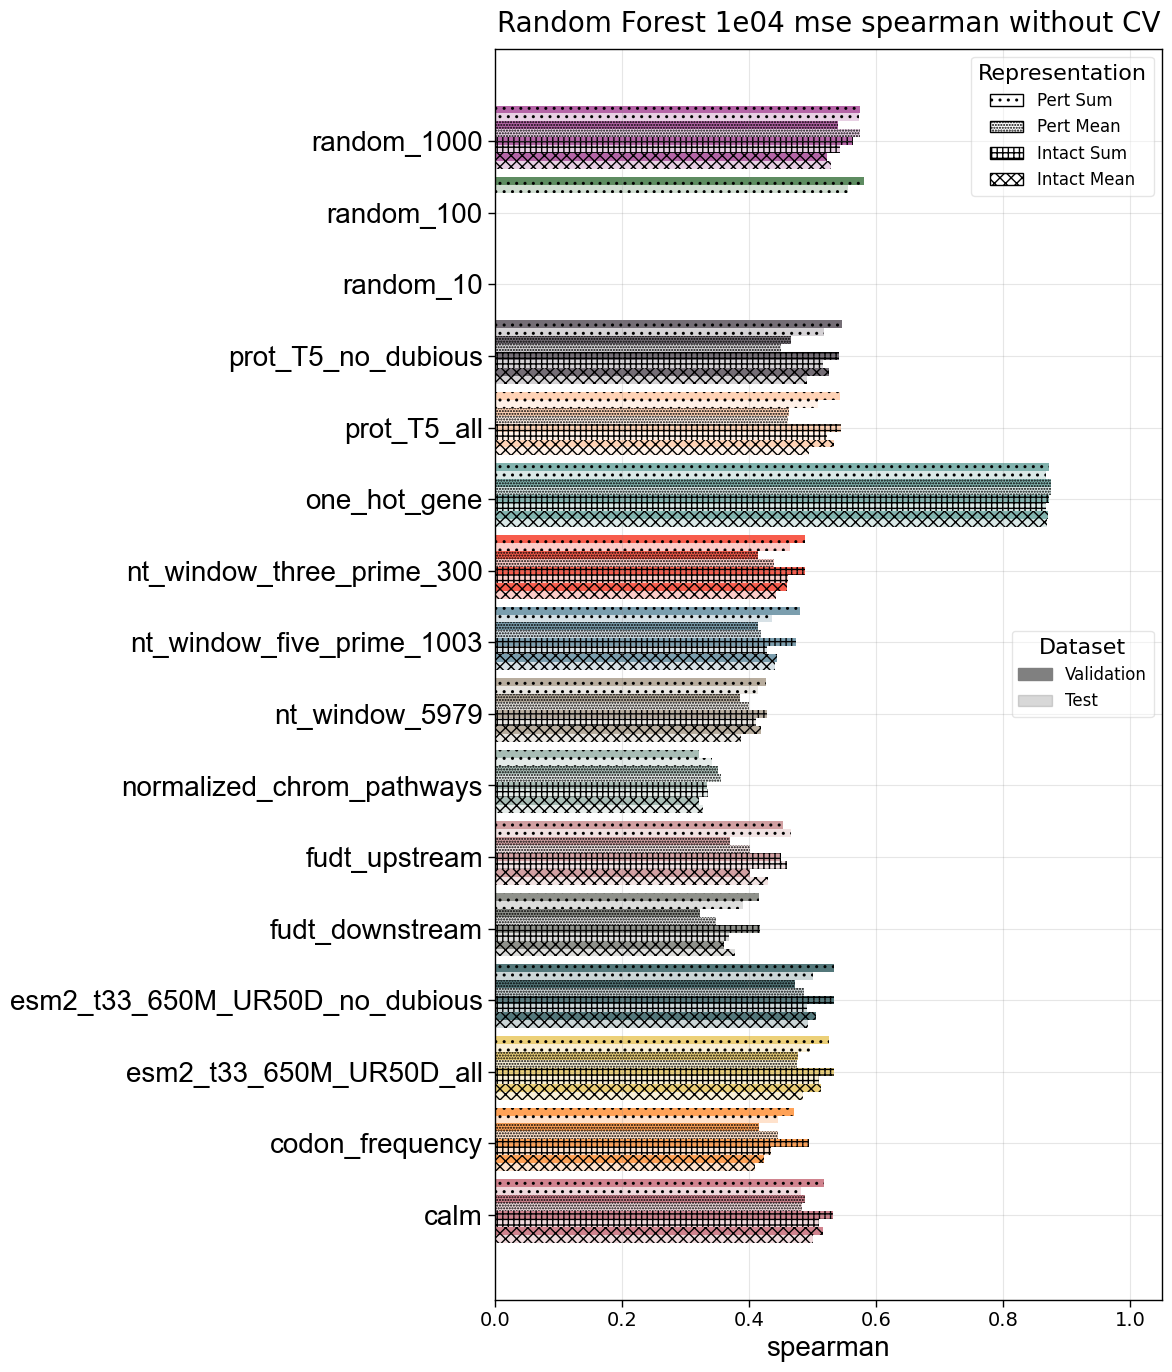 Random Forest 1e04 mse spearman without CV
Representation
Pert Sum
Pert Mean
Intact Sum
Intact Mean
random_1000
random_100
random_10
prot_T5_no_dubious
prot_T5_all
one_hot_gene
nt_window_three_prime_300
nt_window_five_prime_1003
Dataset
Validation
Test
nt_window_5979
normalized_chrom_pathways
fudt_upstream
fudt_downstream
esm2_t33_650M_UR50D_no_dubious
esm2_t33_650M_UR50D_all
codon_frequency
calm
0.0 0.2 0.4 0.6 0.8 1.0
spearman